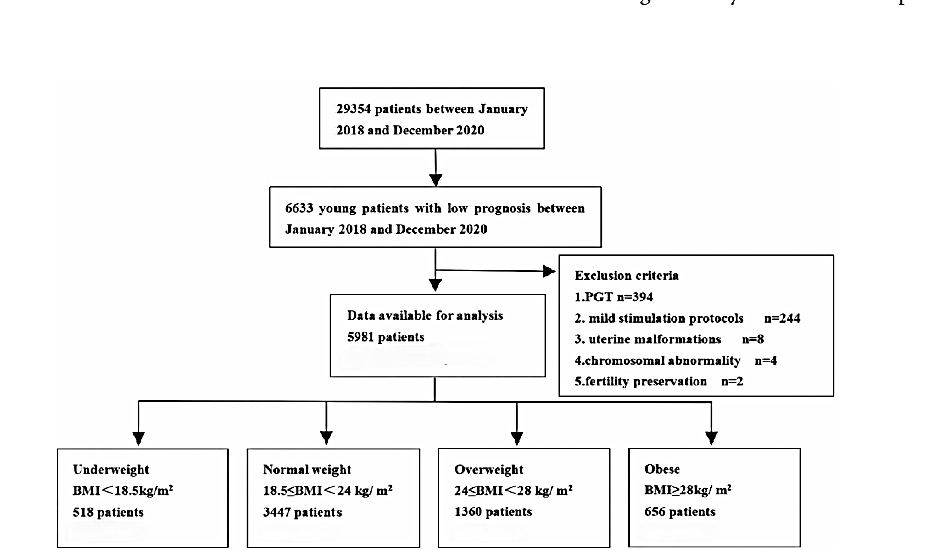 29354 patients between January
2018 and December 2020
6633 young patients with low prognosis between
January 2018 and December 2020
Exclusion criteria
1.PGT n=394
2. mild stimulation protocols n=244
3. uterine malformations n=8
4.chromosomal abnormality n=4
5.fertility preservation n=2
Data available for analysis
5981 patients
Underweight
BMI<18.5kg/m²
518 patients
Normal weight
18.5≤BMI<24 kg/ m²
3447 patients
Overweight
24≤BMI<28 kg/ m²
1360 patients
Obese
BMI≥28kg/ m²
656 patients